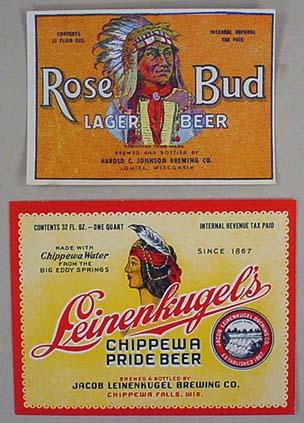 CONTENTS
12 FLUID OZS.
INTERNAL REVENUE
TAX PAID
Rose Bud
LAGER BEER
REGISTERED TRADE MARK
BREWED AND BOTTLED BY
HAROLD C. JOHNSON BREWING CO.
LOMIRA, WISCONSIN
CONTENTS 32 FL. OZ. — ONE QUART
INTERNAL REVENUE TAX PAID
MADE WITH
Chippewa Water
FROM THE
BIG EDDY SPRINGS
SINCE 1867
Leinenkugel's
CHIPPEWA
PRIDE BEER
JACOB LEINENKUGEL BREWING CO.
ESTABLISHED 1867
BREWED & BOTTLED BY
JACOB LEINENKUGEL BREWING CO.
CHIPPEWA FALLS, WIS.